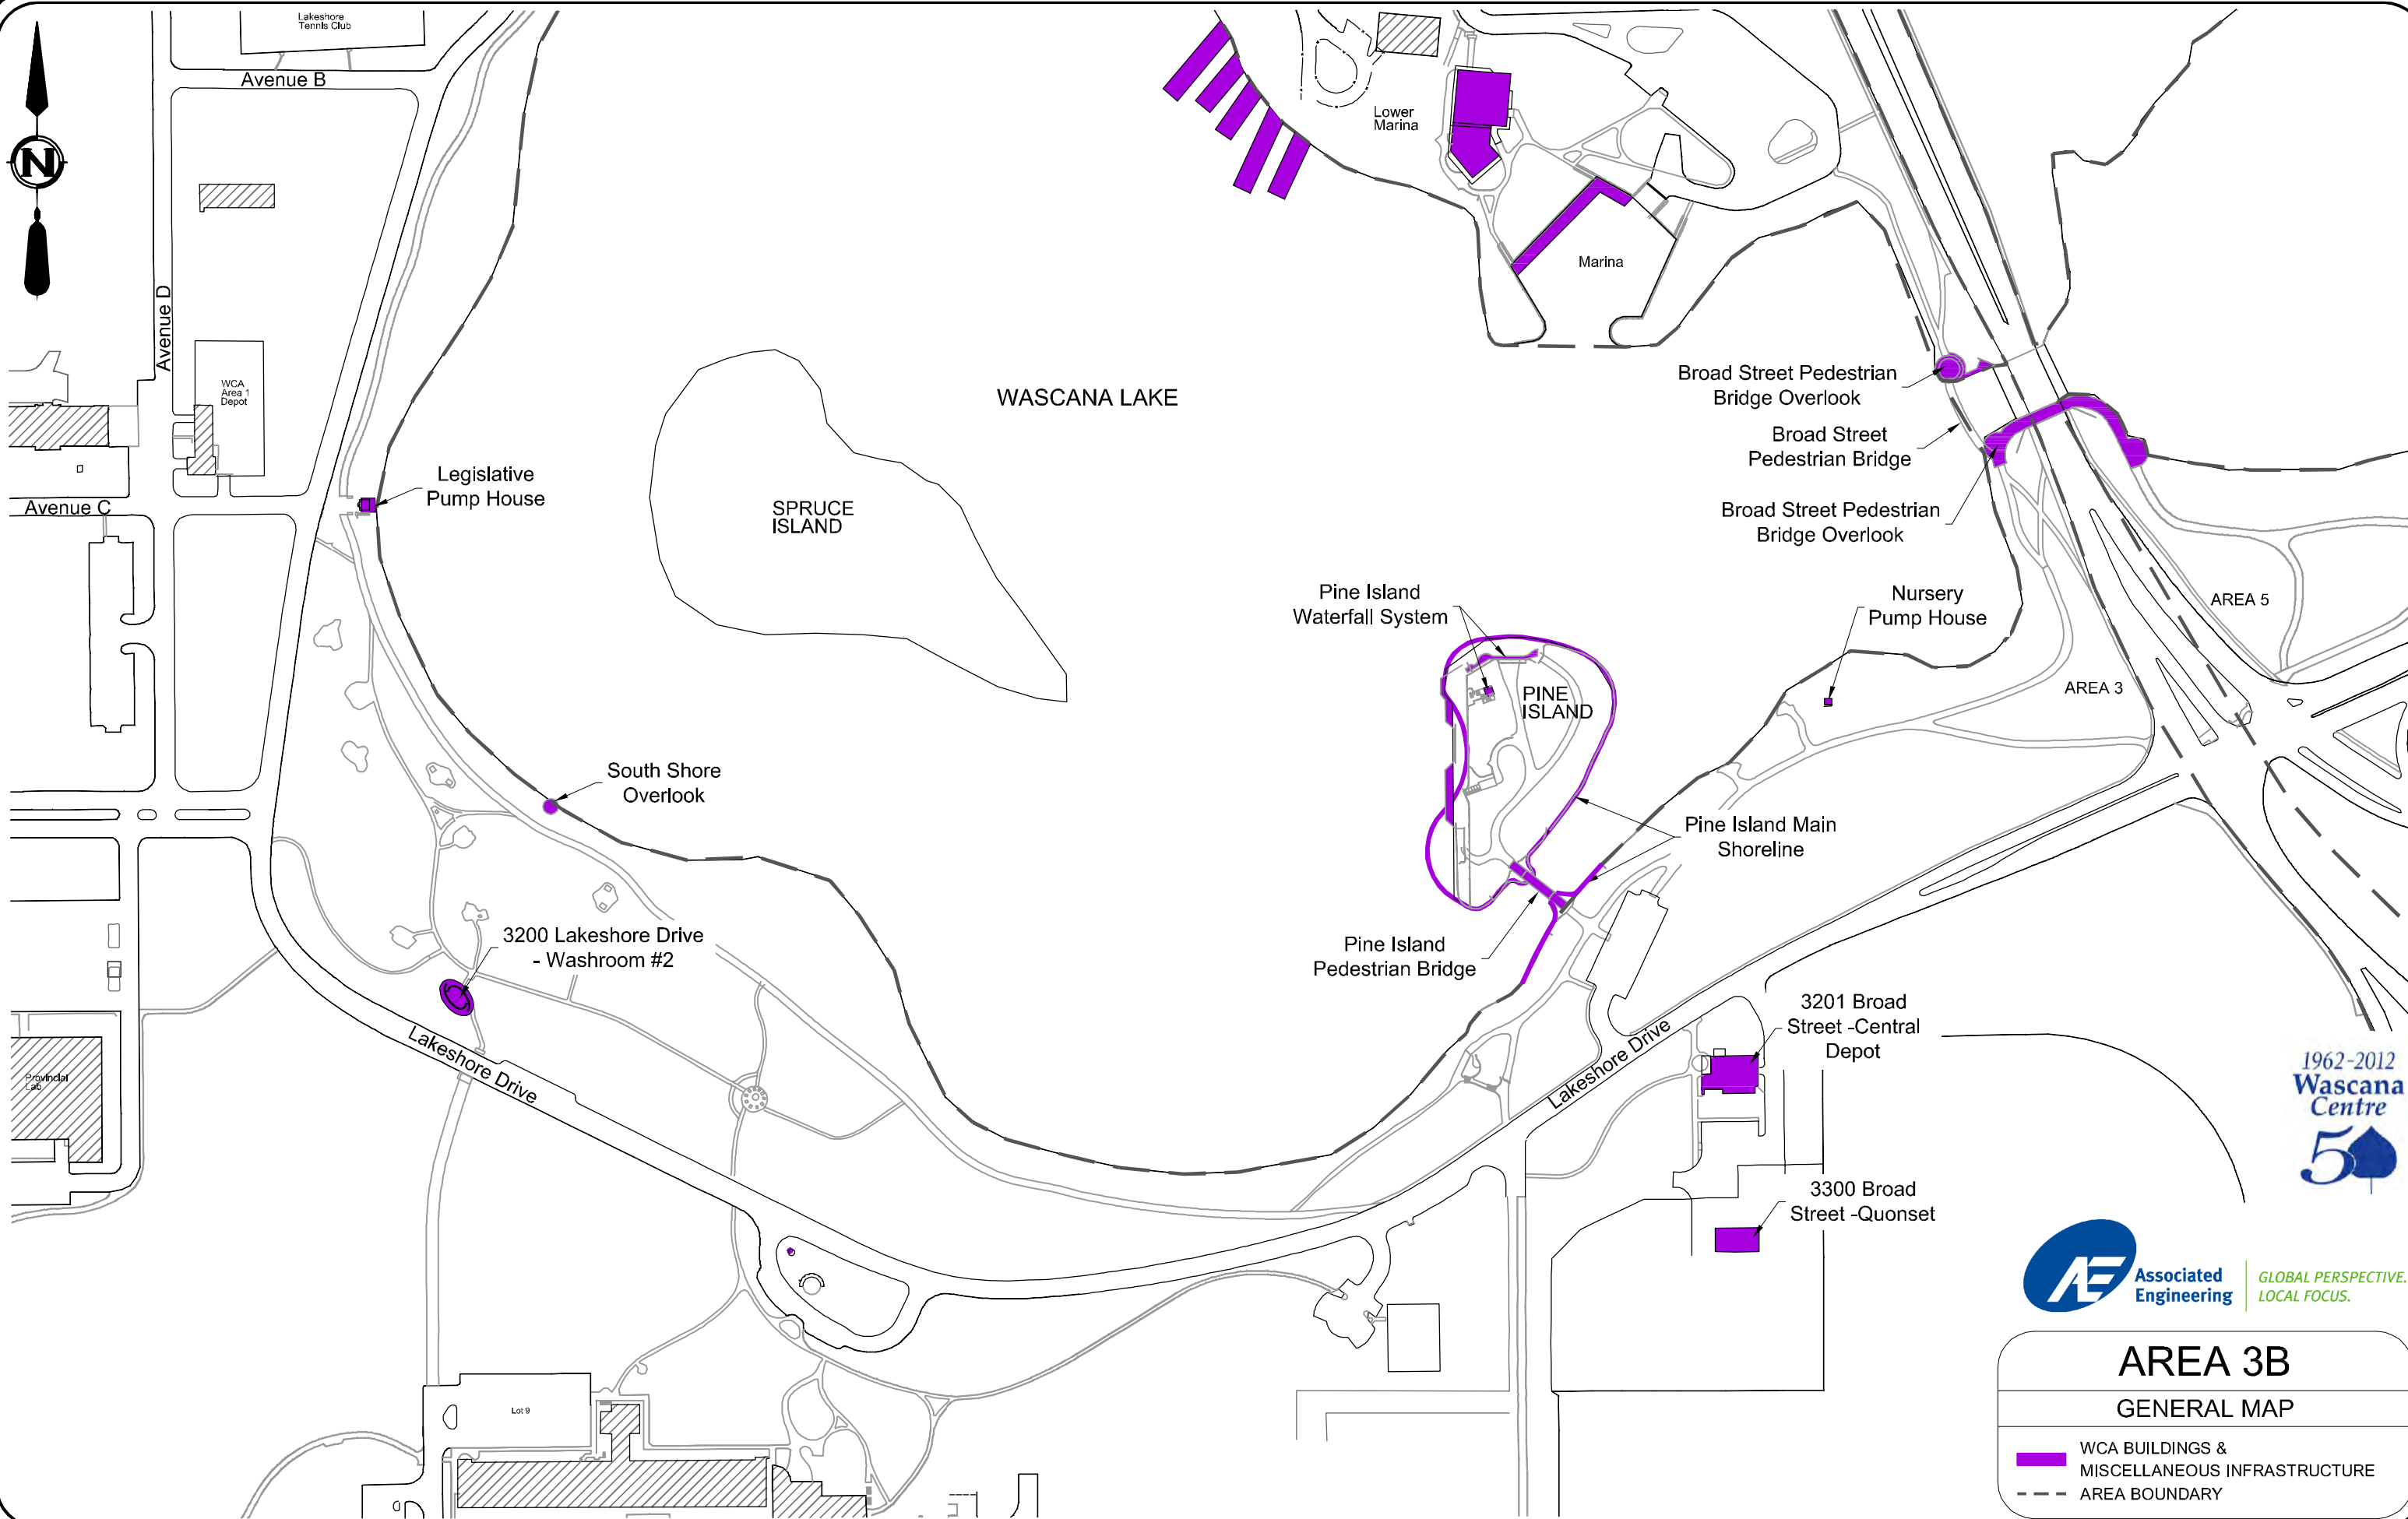 Lakeshore
Tennis Club
Avenue B
N
Avenue D
Lower
Marina
Marina
WCA
Area 1
Depot
WASCANA LAKE
Broad Street Pedestrian
Bridge Overlook
Broad Street
Pedestrian Bridge
Broad Street Pedestrian
Bridge Overlook
Legislative
Pump House
Avenue C
SPRUCE
ISLAND
Pine Island
Waterfall System
Nursery
Pump House
AREA 5
AREA 3
PINE
ISLAND
South Shore
Overlook
Pine Island Main
Shoreline
3200 Lakeshore Drive
- Washroom #2
Pine Island
Pedestrian Bridge
Lakeshore Drive
Lakeshore Drive
3201 Broad
Street -Central
Depot
Provincial
Lab
3300 Broad
Street -Quonset
Lot 9
1962-2012
Wascana
Centre
50
AE
Associated
Engineering
GLOBAL PERSPECTIVE.
LOCAL FOCUS.
AREA 3B
GENERAL MAP
WCA BUILDINGS &
MISCELLANEOUS INFRASTRUCTURE
AREA BOUNDARY